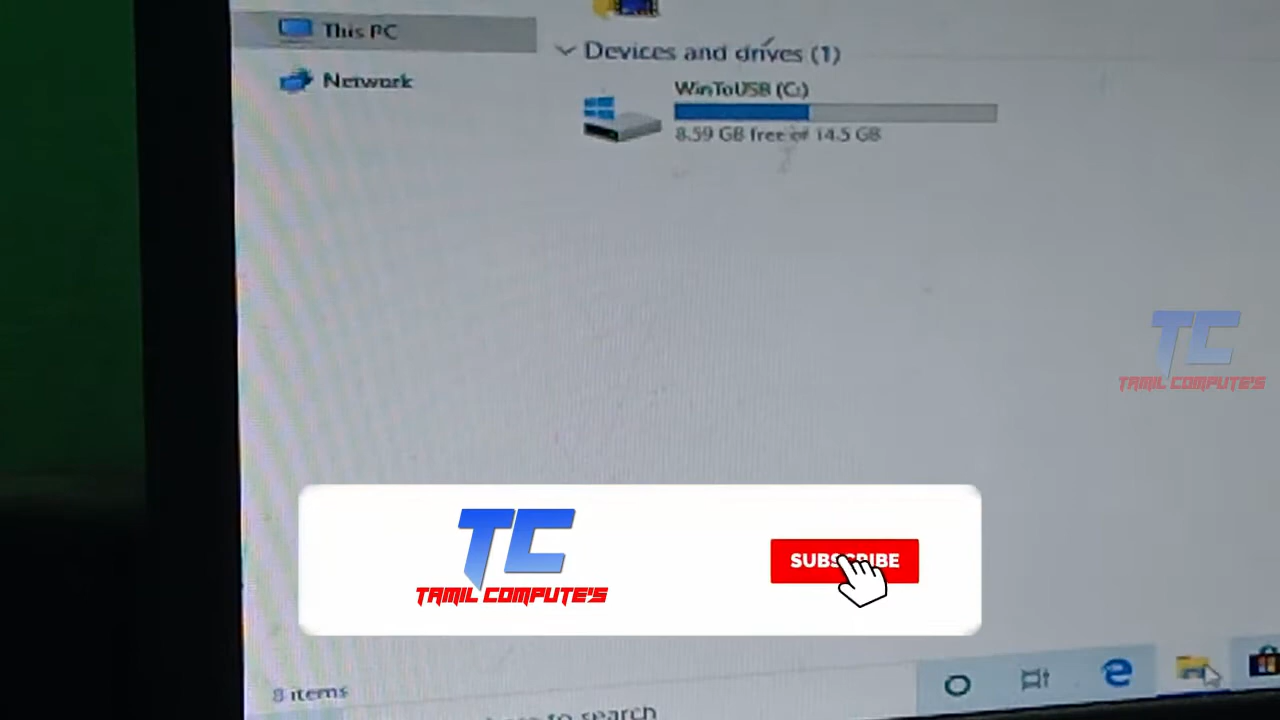 This PC
Network
Devices and drives (1)
WinToUSB (C:)
8.59 GB free of 14.5 GB
TC
TAMIL COMPUTE'S
TC
TAMIL COMPUTE'S
SUBSCRIBE
8 items
to search